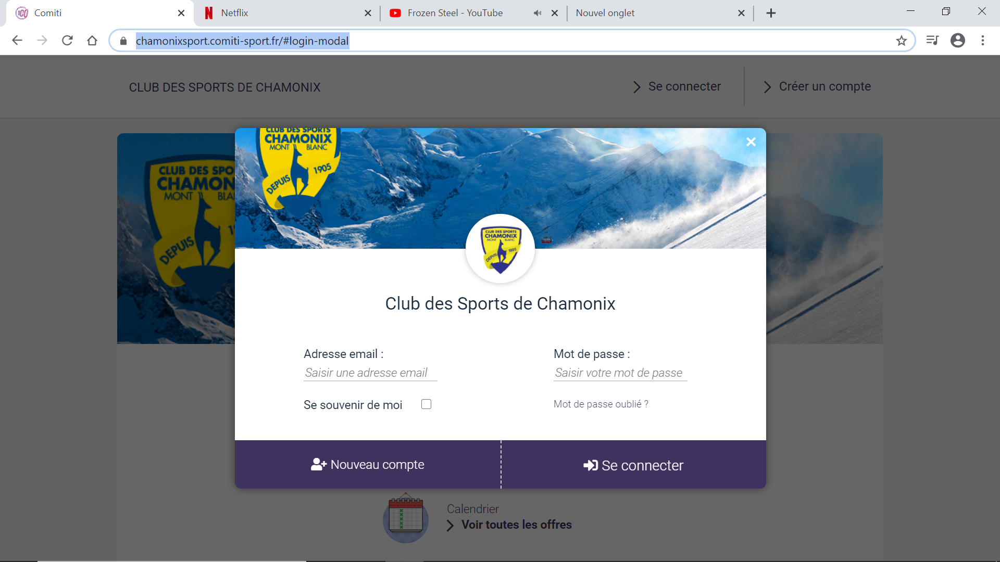 Comiti
Netflix
Frozen Steel - YouTube
Nouvel onglet
chamonixsport.comiti-sport.fr/#login-modal
CLUB DES SPORTS DE CHAMONIX
Se connecter
Créer un compte
CLUB DES SPO
CHAMON
MONT BLA
DEPUIS
CLUB DES SPORTS
CHAMONIX
MONT BLANC
DEPUIS 1905
CLUB DES SPORTS
CHAMONIX
MONT BLANC
DEPUIS 1905
Club des Sports de Chamonix
Adresse email :
Saisir une adresse email
Mot de passe :
Saisir votre mot de passe
Se souvenir de moi
Mot de passe oublié ?
Nouveau compte
Se connecter
Calendrier
Voir toutes les offres